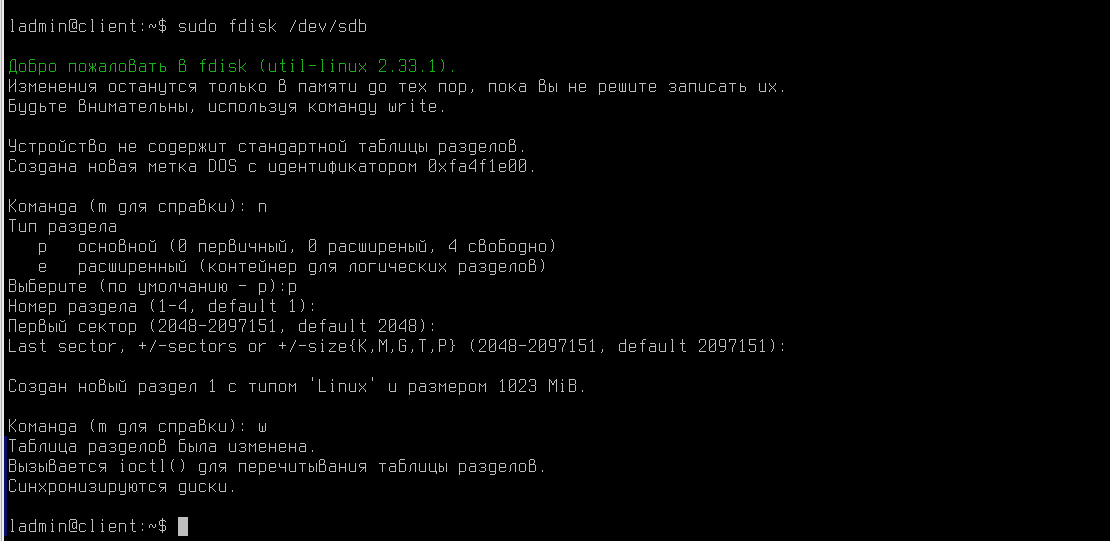 ladmin@client:~$ sudo fdisk /dev/sdb
Добро пожаловать в fdisk (util-linux 2.33.1).
Изменения останутся только в памяти до тех пор, пока вы не решите записать их.
Будьте внимательны, используя команду write.
Устройство не содержит стандартной таблицы разделов.
Создана новая метка DOS с идентификатором 0xfa4f1e00.
Команда (m для справки): n
Тип раздела
p основной (0 первичный, 0 расширеный, 4 свободно)
e расширенный (контейнер для логических разделов)
Выберите (по умолчанию - p):p
Номер раздела (1-4, default 1):
Первый сектор (2048-2097151, default 2048):
Last sector, +/-sectors or +/-size{K,M,G,T,P} (2048-2097151, default 2097151):
Создан новый раздел 1 с типом 'Linux' и размером 1023 MiB.
Команда (m для справки): w
Таблица разделов была изменена.
Вызывается ioctl() для перечитывания таблицы разделов.
Синхронизируются диски.
ladmin@client:~$